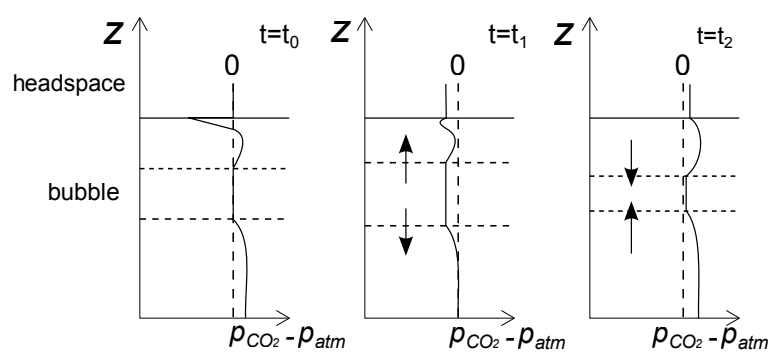 Z t=t0
0
headspace
bubble
pCO2 - patm
Z t=t1
0
pCO2 - patm
Z t=t2
0
pCO2 - patm